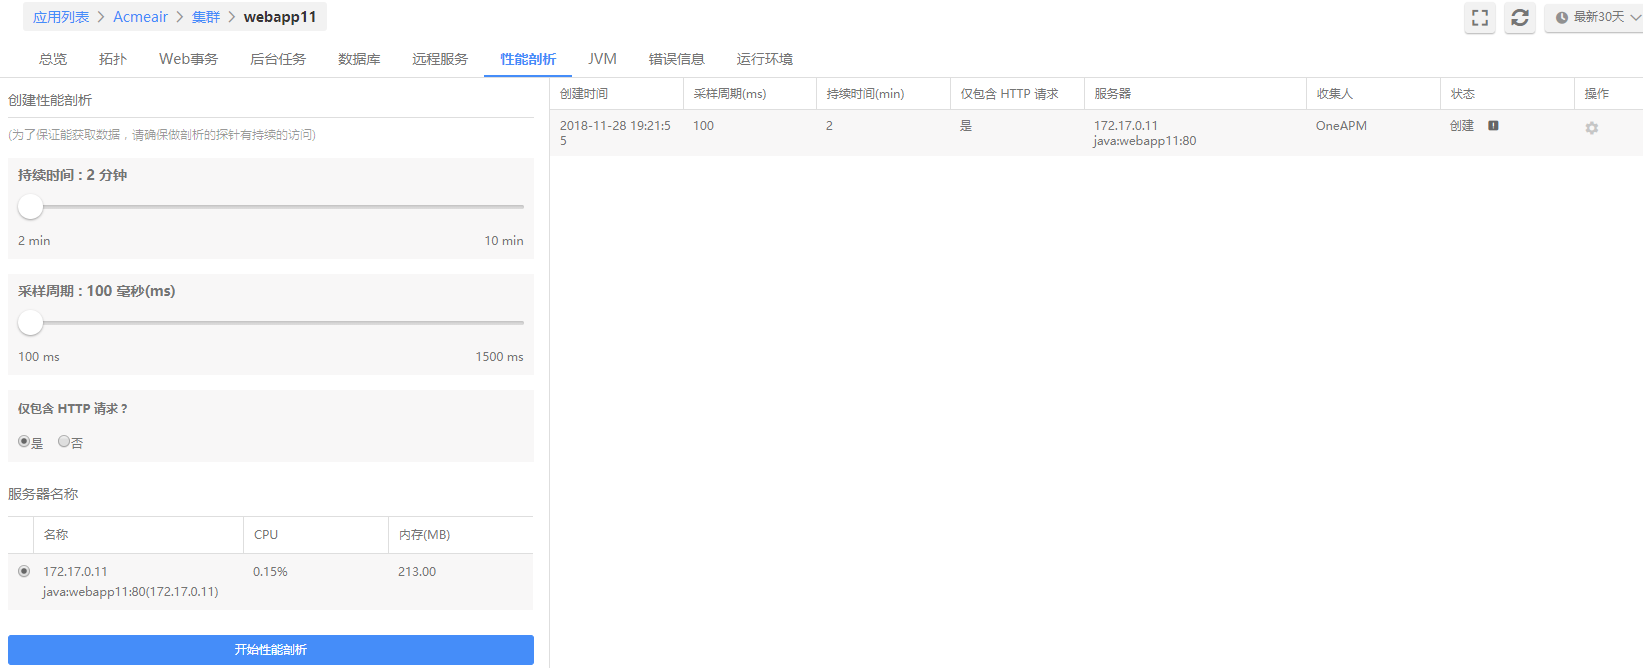 应用列表 > Acmeair > 集群 > webapp11
最新30天
总览 拓扑 Web事务 后台任务 数据库 远程服务 性能剖析 JVM 错误信息 运行环境
创建性能剖析
(为了保证能获取数据，请确保做剖析的探针有持续的访问)
持续时间 : 2 分钟
2 min 10 min
采样周期 : 100 毫秒(ms)
100 ms 1500 ms
仅包含 HTTP 请求 ?
是 否
服务器名称
名称 CPU 内存(MB)
172.17.0.11 0.15% 213.00
java:webapp11:80(172.17.0.11)
开始性能剖析
创建时间 采样周期(ms) 持续时间(min) 仅包含 HTTP 请求 服务器 收集人 状态 操作
2018-11-28 19:21:5 100 2 是 172.17.0.11 OneAPM 创建
5 java:webapp11:80